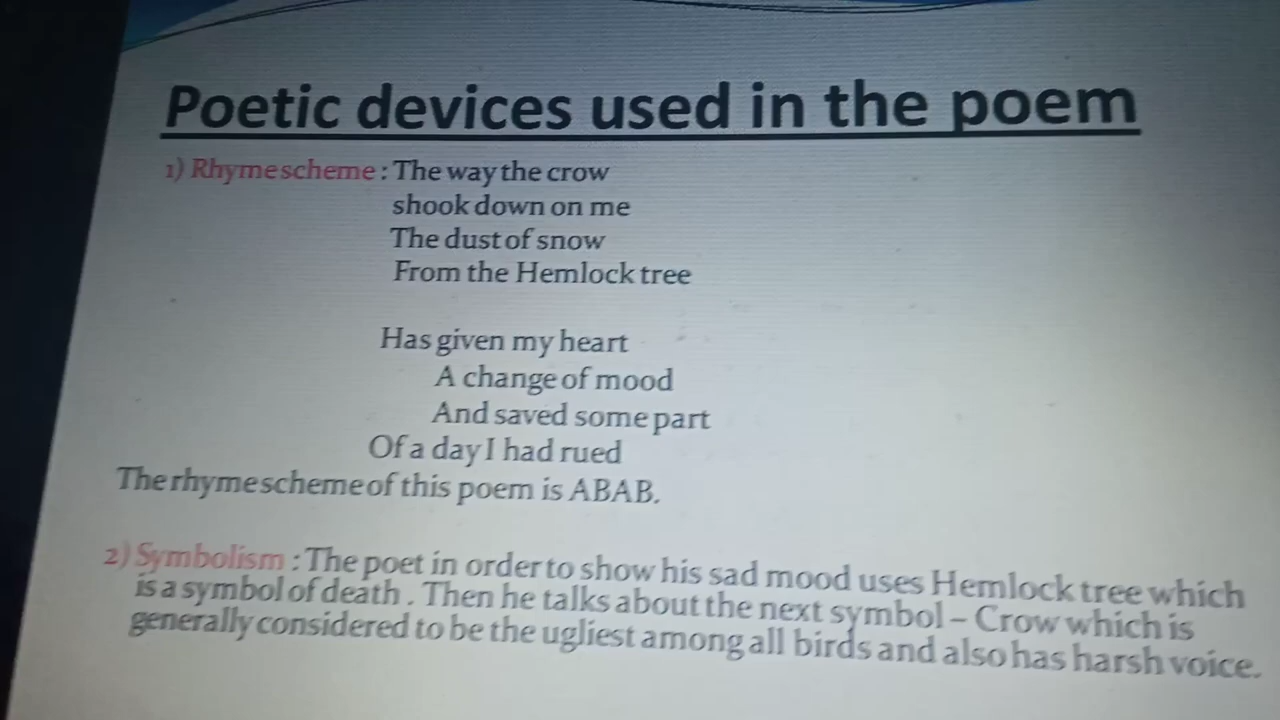 Poetic devices used in the poem
1) Rhyme scheme : The way the crow
shook down on me
The dust of snow
From the Hemlock tree
Has given my heart
A change of mood
And saved some part
Of a day I had rued
The rhyme scheme of this poem is ABAB.
2) Symbolism : The poet in order to show his sad mood uses Hemlock tree which
is a symbol of death . Then he talks about the next symbol – Crow which is
generally considered to be the ugliest among all birds and also has harsh voice.